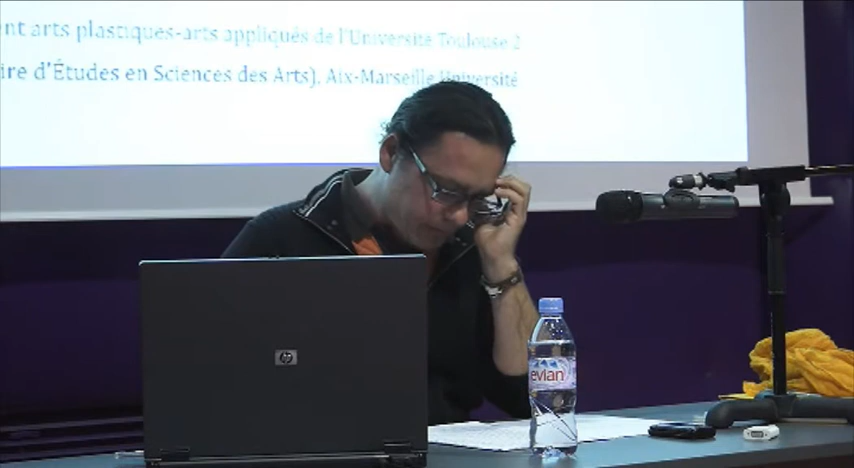 nt arts plastiques-arts appliqués de l'Université Toulouse 2
ire d'Études en Sciences des Arts), Aix-Marseille Université
hp
evian